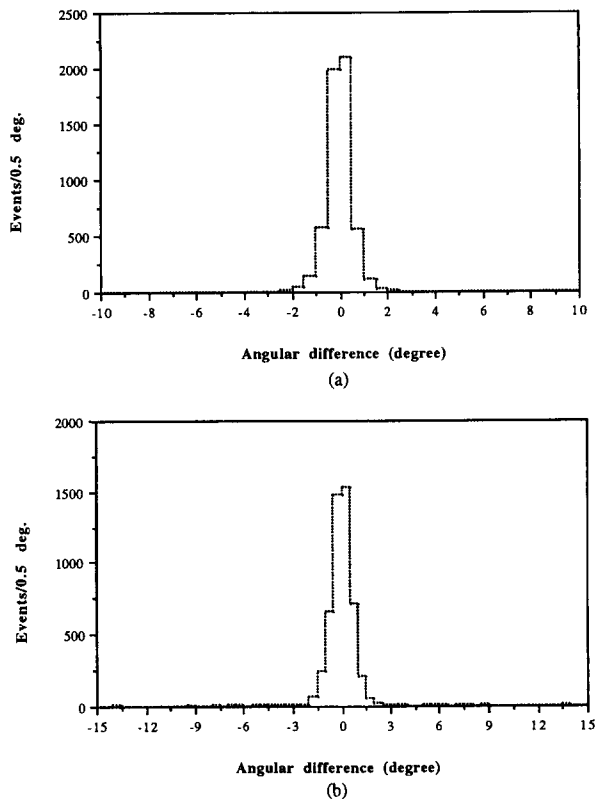 2500
2000
1500
1000
500
0
Events/0.5 deg.
-10 -8 -6 -4 -2 0 2 4 6 8 10
Angular difference (degree)
(a)
2000
1500
1000
500
0
Events/0.5 deg.
-15 -12 -9 -6 -3 0 3 6 9 12 15
Angular difference (degree)
(b)